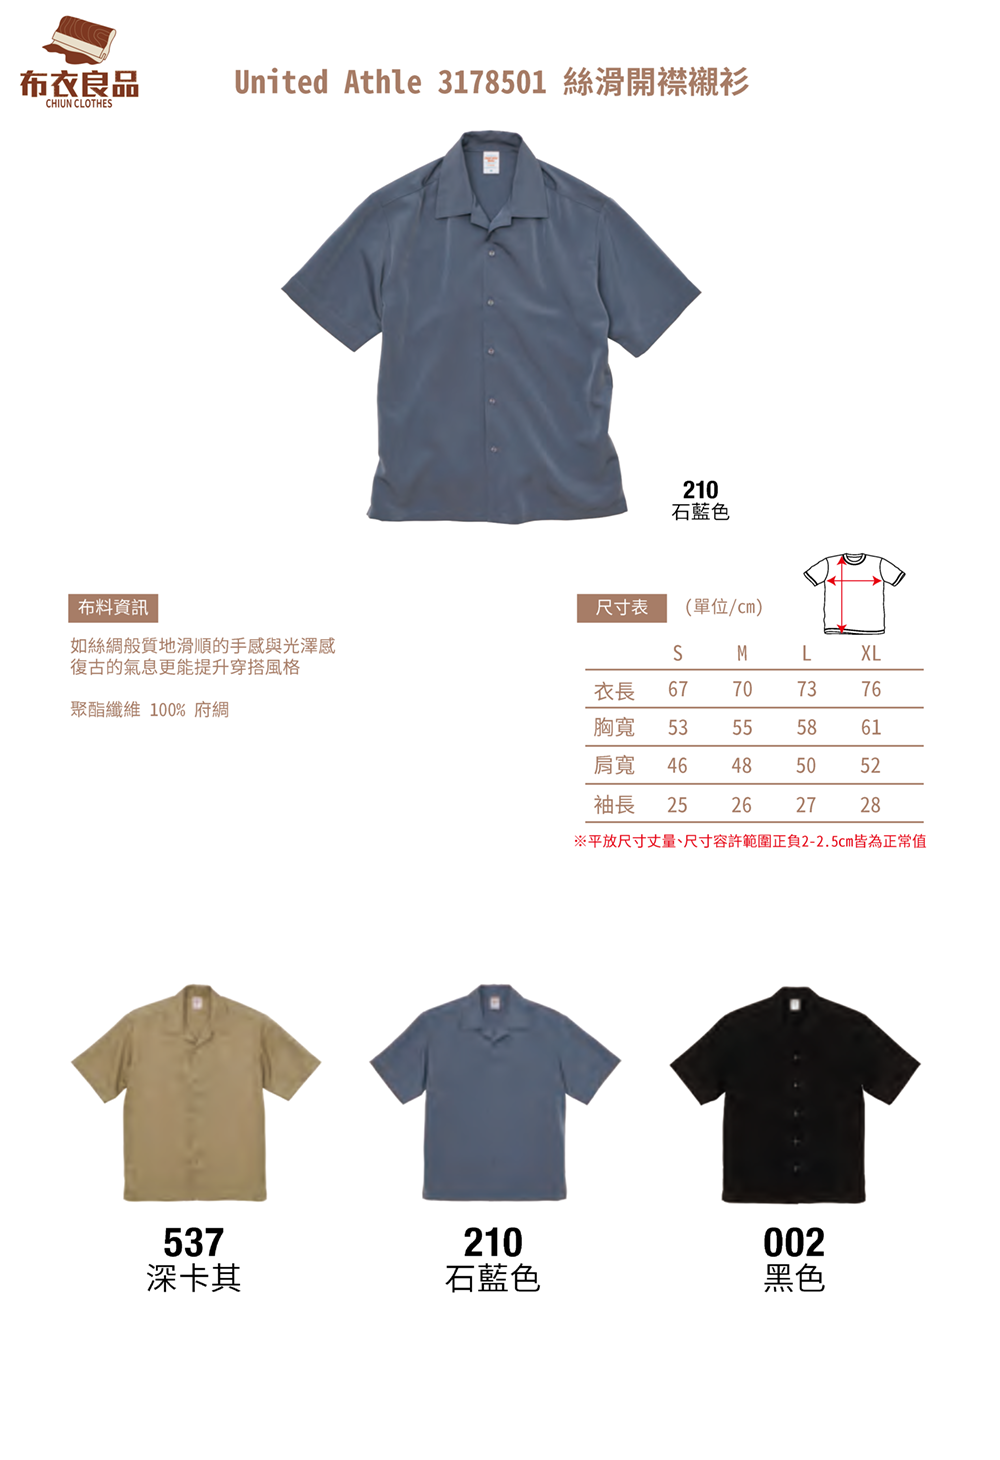 布衣良品
CHIUN CLOTHES
United Athle 3178501 絲滑開襟襯衫
210
石藍色
布料資訊
如絲綢般質地滑順的手感與光澤感
復古的氣息更能提升穿搭風格
聚酯纖維 100% 府綢
尺寸表 (單位/cm)
S M L XL
衣長 67 70 73 76
胸寬 53 55 58 61
肩寬 46 48 50 52
袖長 25 26 27 28
※平放尺寸丈量、尺寸容許範圍正負2-2.5cm皆為正常值
537
深卡其
210
石藍色
002
黑色